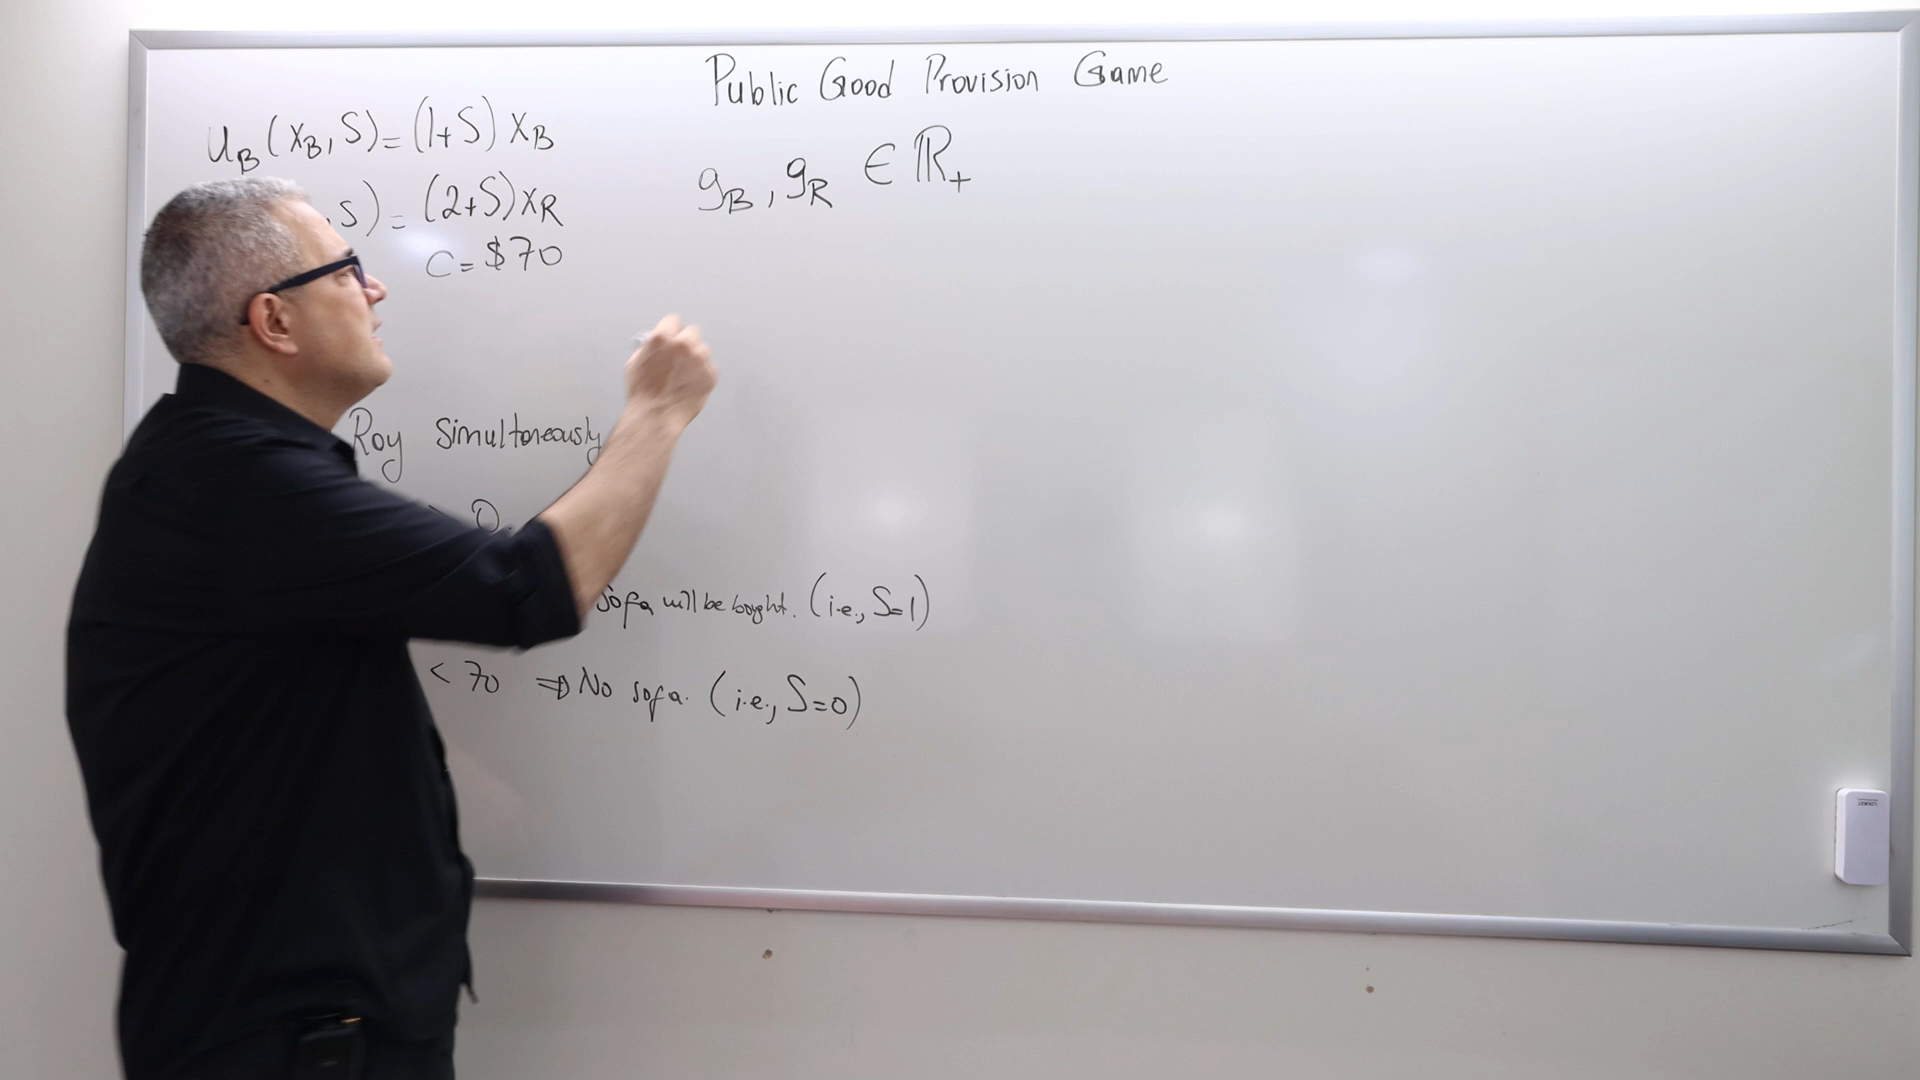 Public Good Provision Game
u_B(x_B, S) = (1+S) x_B
, S) = (2+S) x_R
C = $70
g_B, g_R ∈ ℝ_+
Roy simultaneously
0.
Sofa will be bought. (i.e., S=1)
< 70 ⇒ No sofa. (i.e., S=0)